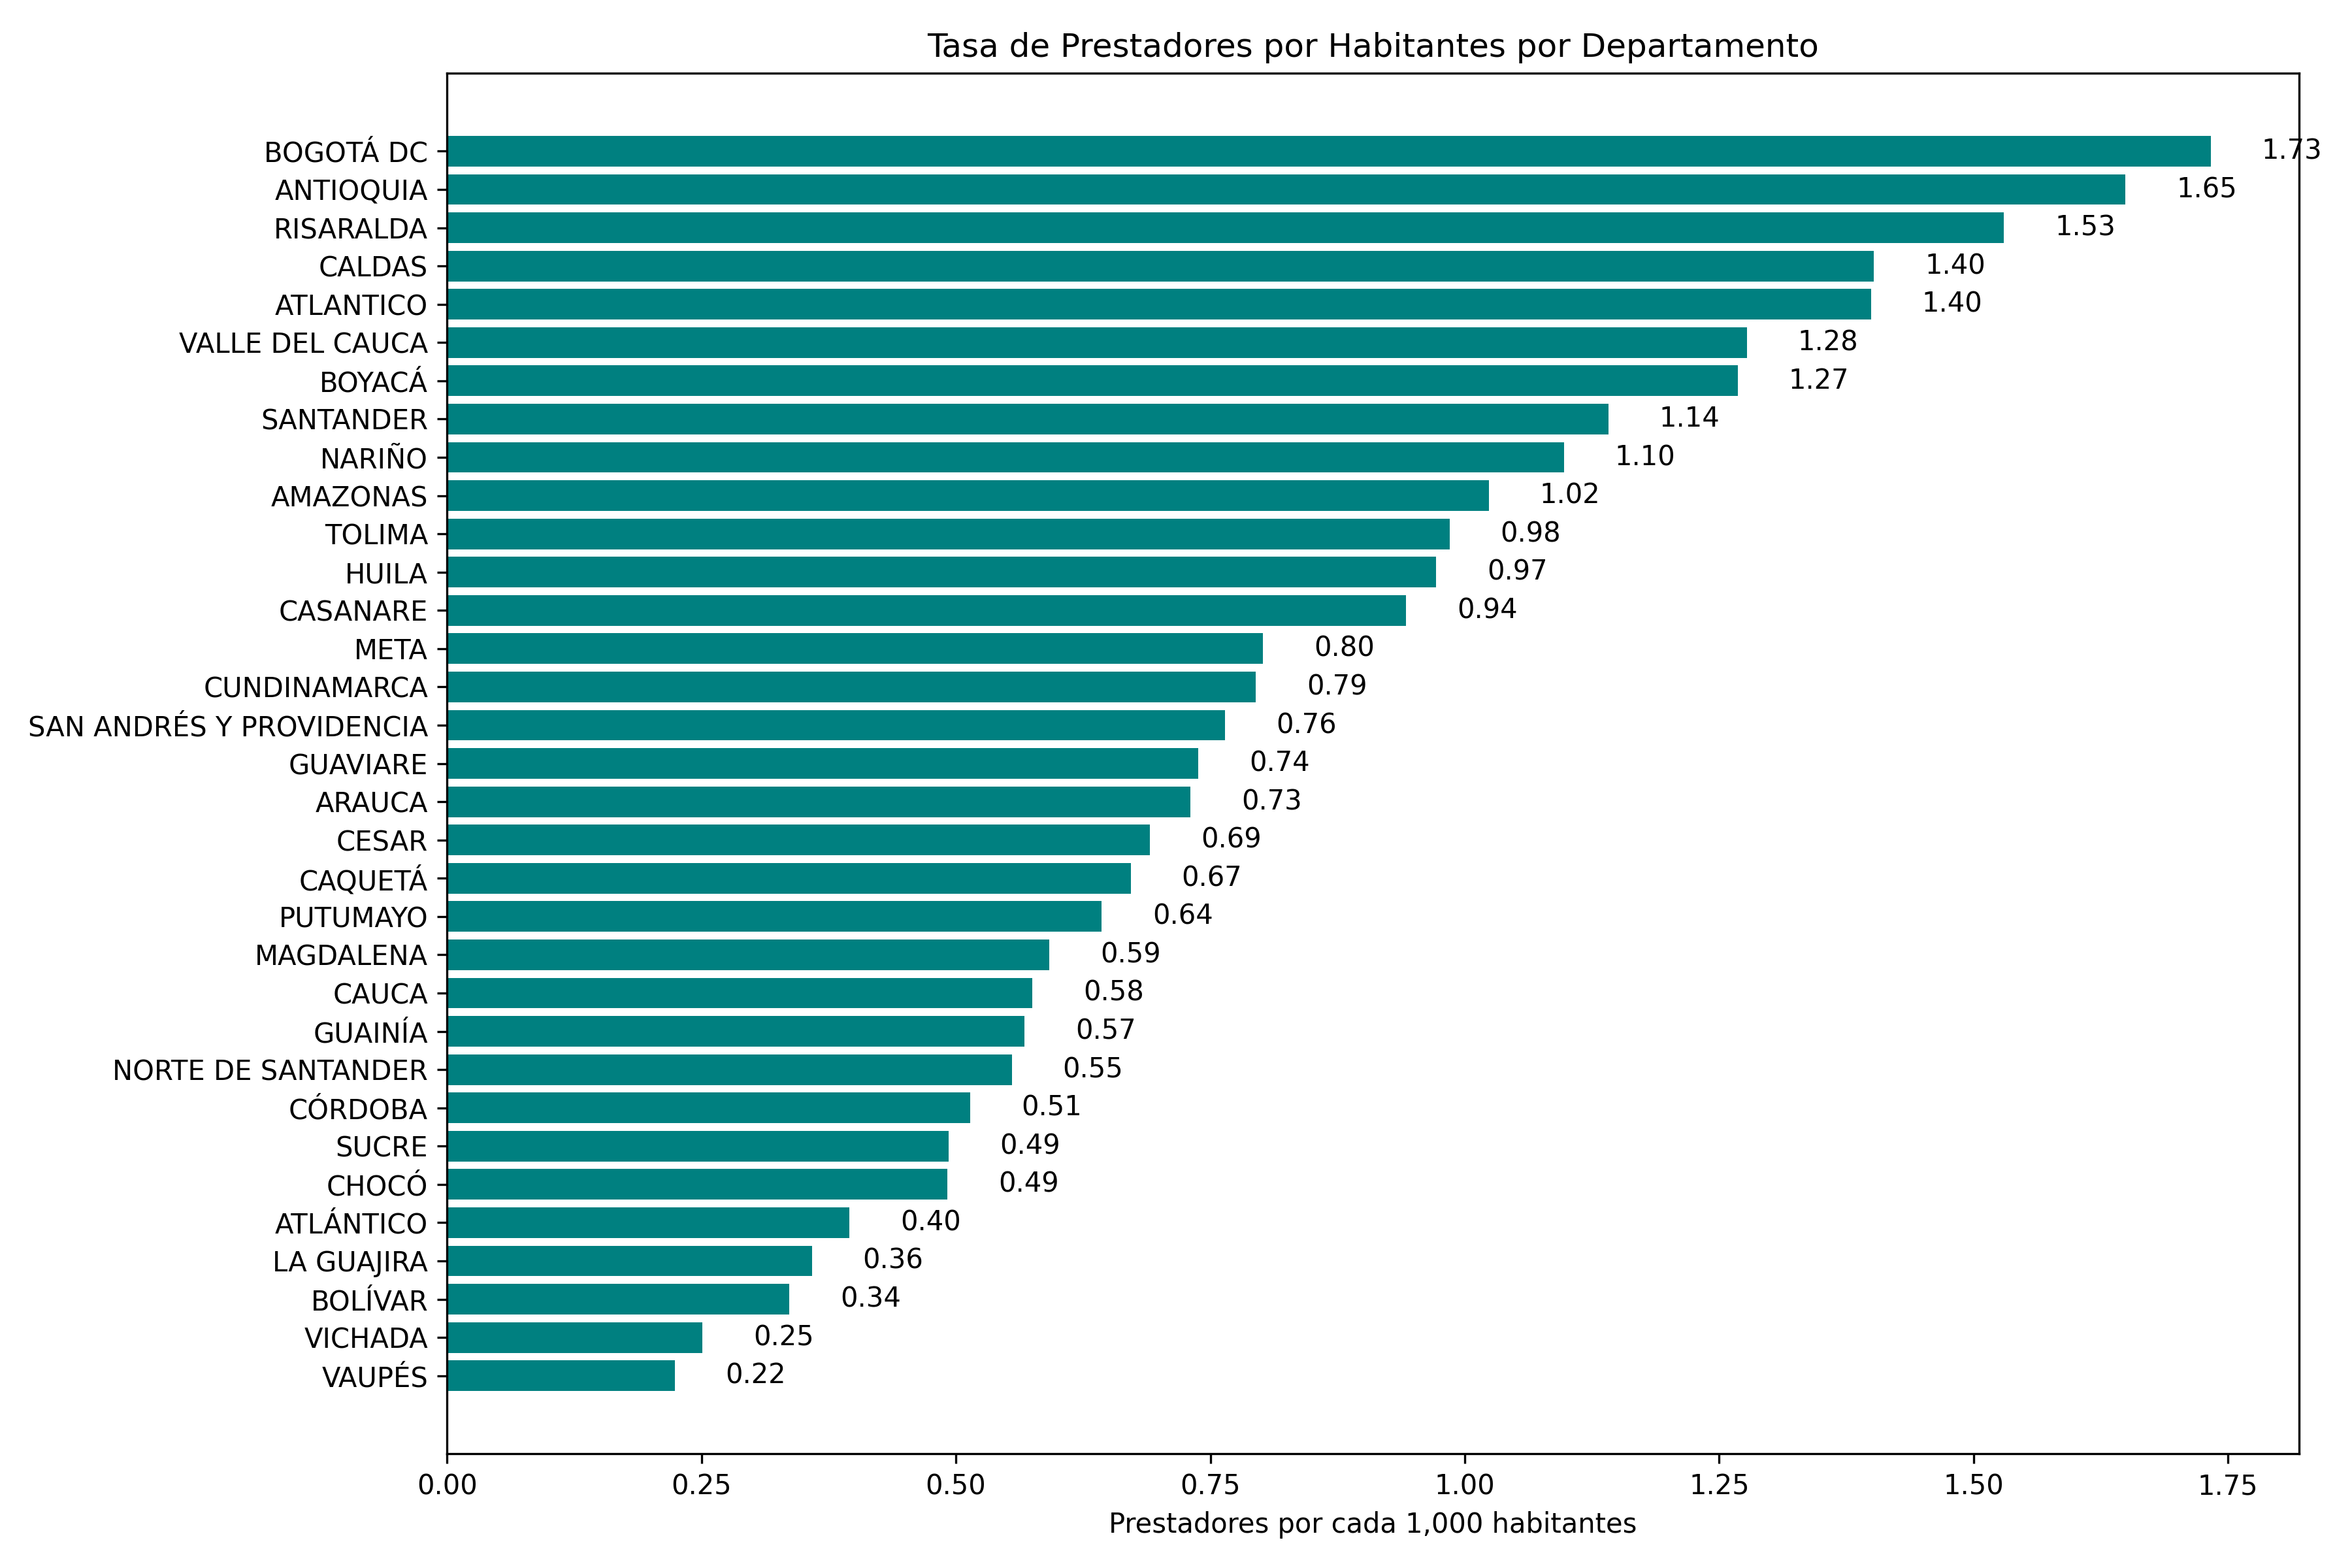 Tasa de Prestadores por Habitantes por Departamento
BOGOTÁ DC 1.73
ANTIOQUIA 1.65
RISARALDA 1.53
CALDAS 1.40
ATLANTICO 1.40
VALLE DEL CAUCA 1.28
BOYACÁ 1.27
SANTANDER 1.14
NARIÑO 1.10
AMAZONAS 1.02
TOLIMA 0.98
HUILA 0.97
CASANARE 0.94
META 0.80
CUNDINAMARCA 0.79
SAN ANDRÉS Y PROVIDENCIA 0.76
GUAVIARE 0.74
ARAUCA 0.73
CESAR 0.69
CAQUETÁ 0.67
PUTUMAYO 0.64
MAGDALENA 0.59
CAUCA 0.58
GUAINÍA 0.57
NORTE DE SANTANDER 0.55
CÓRDOBA 0.51
SUCRE 0.49
CHOCÓ 0.49
ATLÁNTICO 0.40
LA GUAJIRA 0.36
BOLÍVAR 0.34
VICHADA 0.25
VAUPÉS 0.22
0.00 0.25 0.50 0.75 1.00 1.25 1.50 1.75
Prestadores por cada 1,000 habitantes